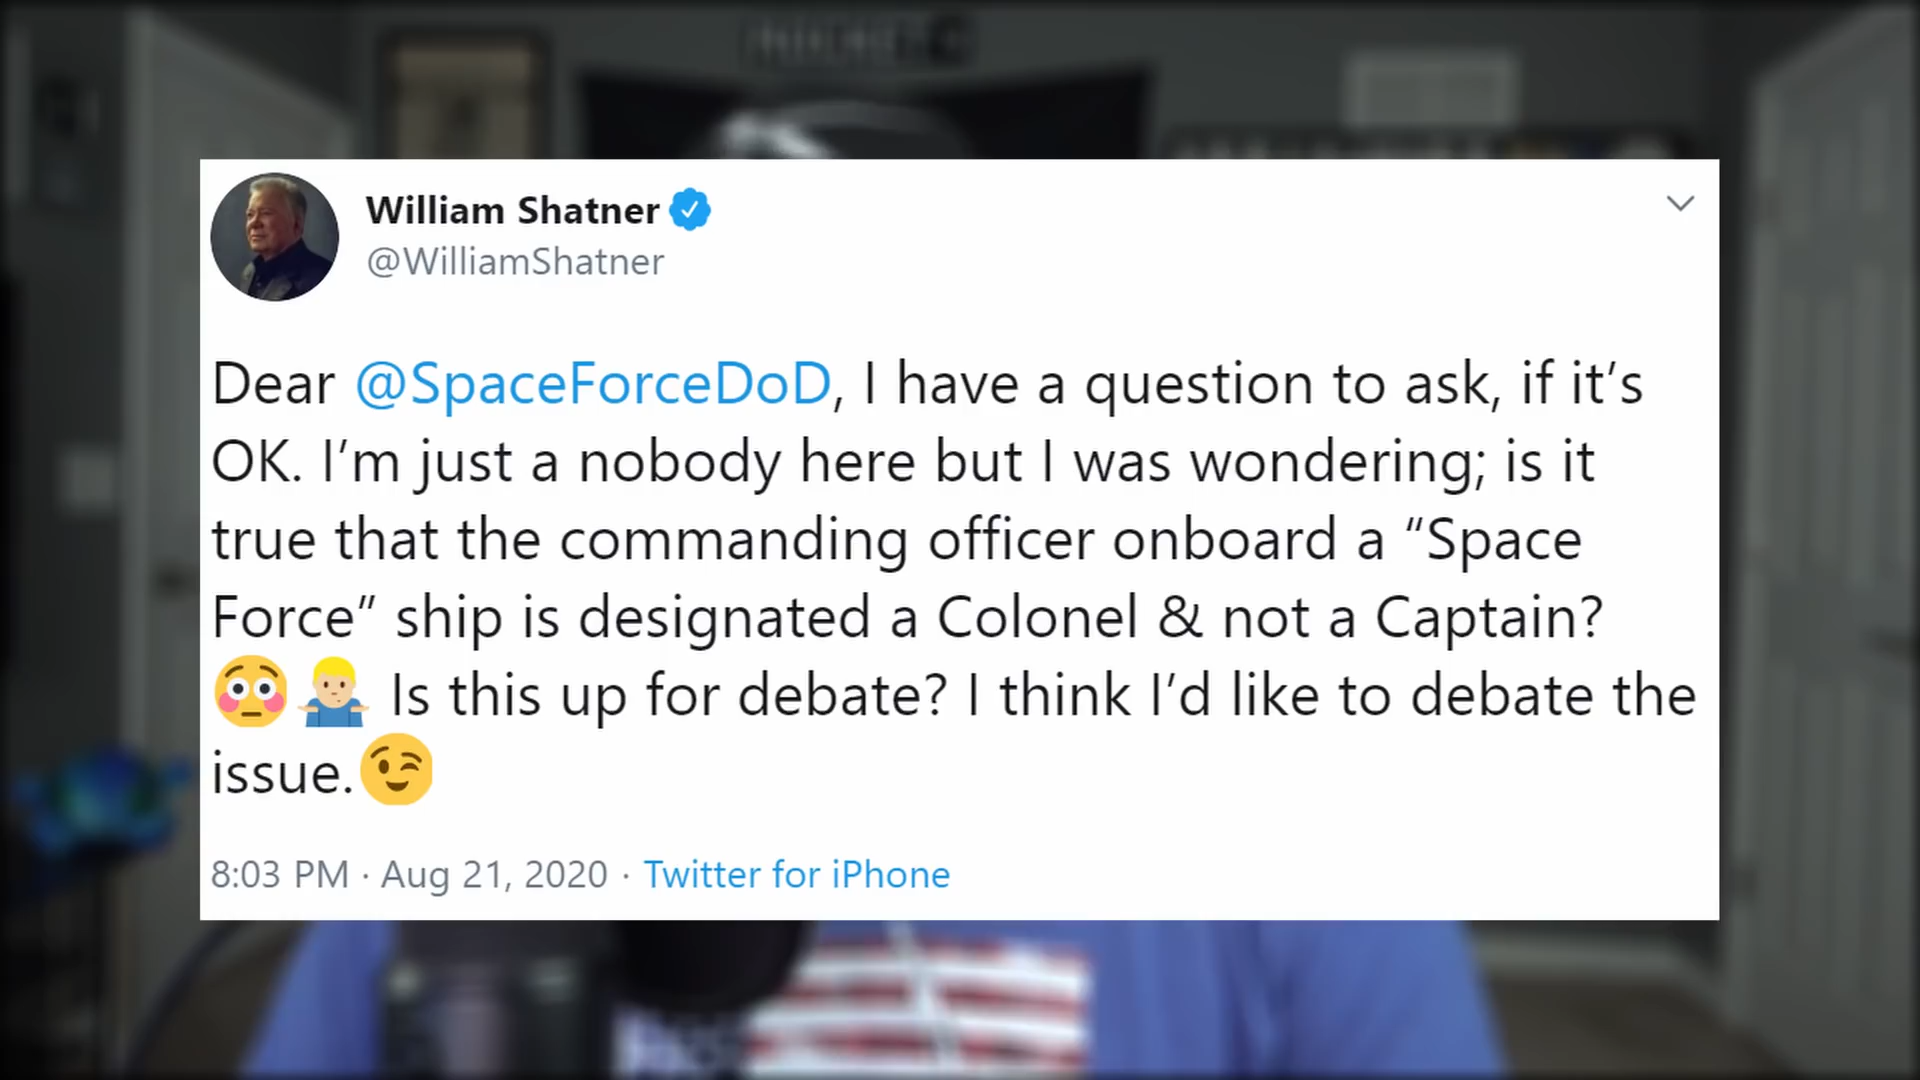 William Shatner
@WilliamShatner
Dear @SpaceForceDoD, I have a question to ask, if it’s
OK. I’m just a nobody here but I was wondering; is it
true that the commanding officer onboard a “Space
Force” ship is designated a Colonel & not a Captain?
😳🤷🏼‍♂️ Is this up for debate? I think I’d like to debate the
issue.😉
8:03 PM · Aug 21, 2020 · Twitter for iPhone